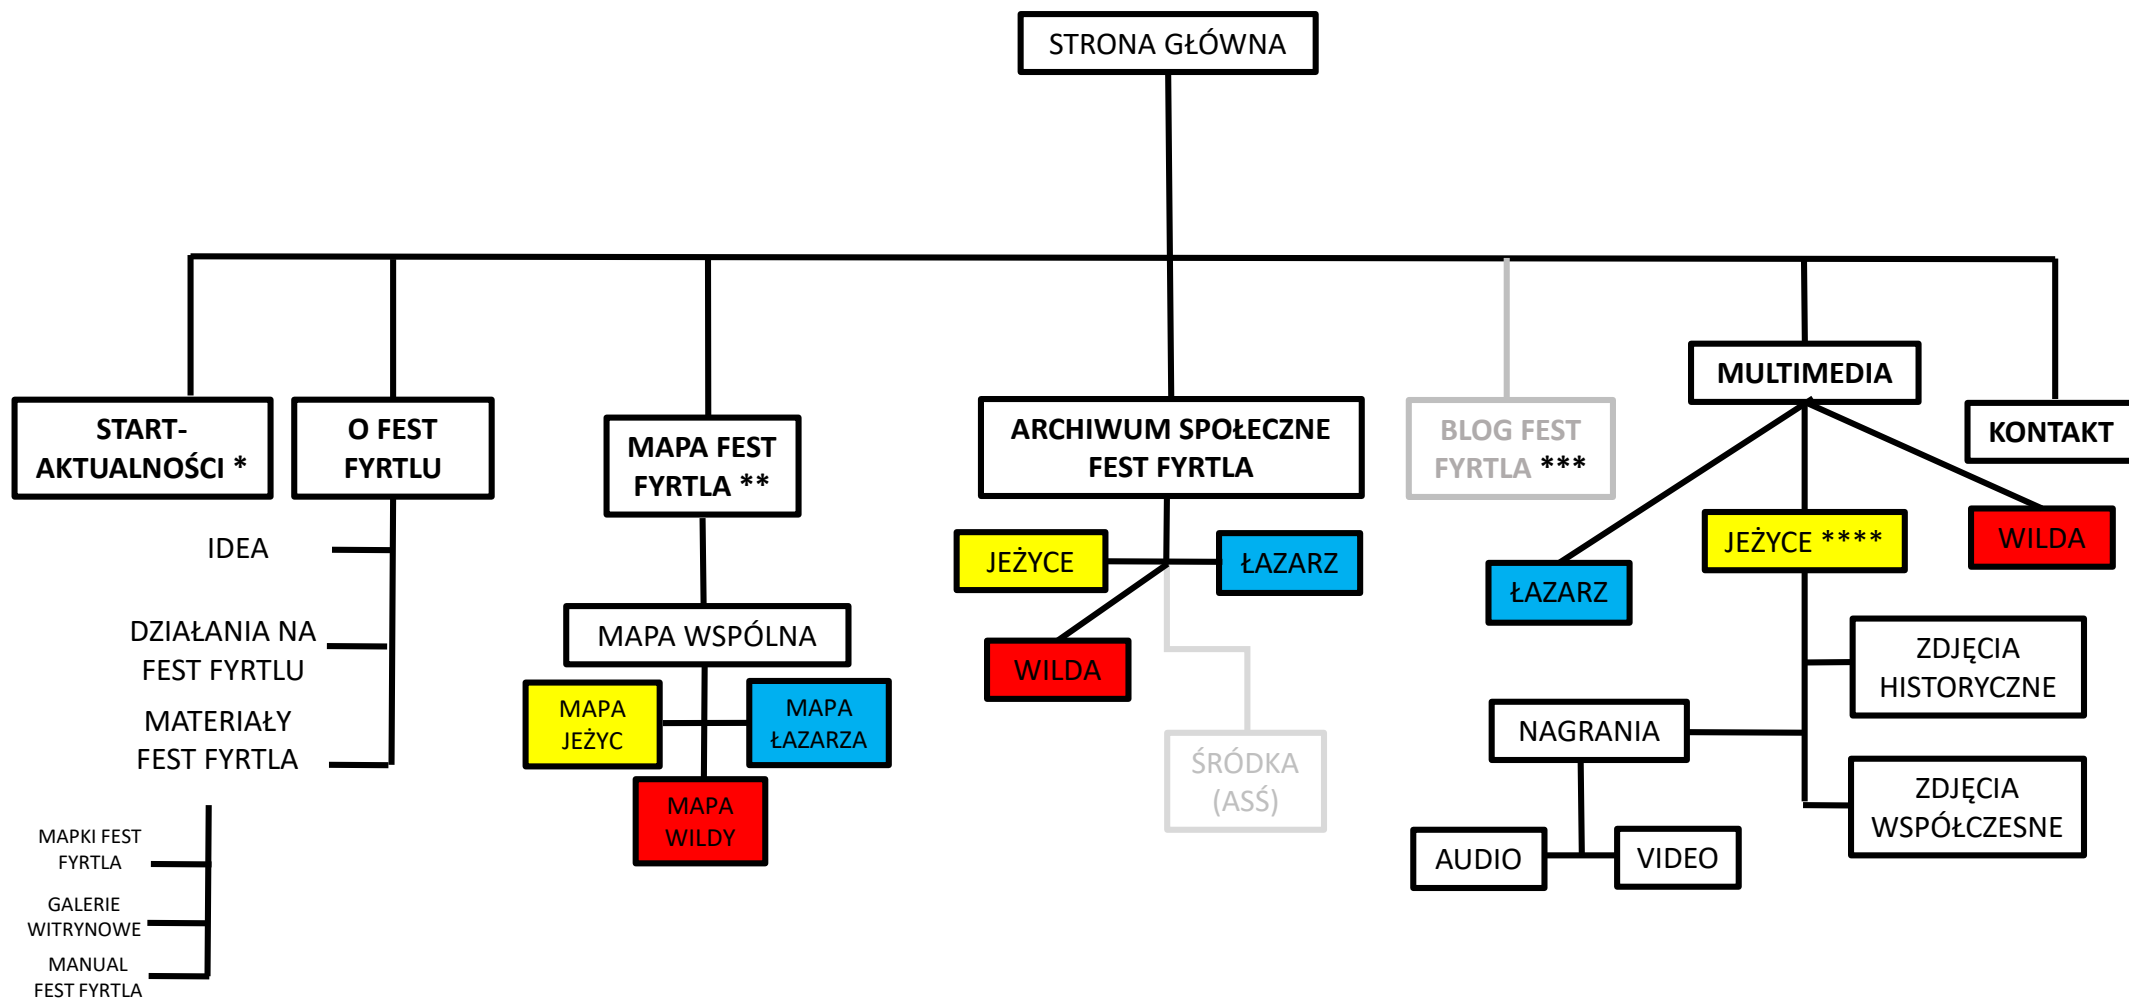 STRONA GŁÓWNA
START-
AKTUALNOŚCI *
O FEST
FYRTLU
IDEA
DZIAŁANIA NA
FEST FYRTLU
MATERIAŁY
FEST FYRTLA
MAPKI FEST
FYRTLA
GALERIE
WITRYNOWE
MANUAL
FEST FYRTLA
MAPA FEST
FYRTLA **
MAPA WSPÓLNA
MAPA
JEŻYC
MAPA
ŁAZARZA
MAPA
WILDY
ARCHIWUM SPOŁECZNE
FEST FYRTLA
JEŻYCE
ŁAZARZ
WILDA
ŚRÓDKA
(ASŚ)
BLOG FEST
FYRTLA ***
MULTIMEDIA
ŁAZARZ
JEŻYCE ****
WILDA
ZDJĘCIA
HISTORYCZNE
NAGRANIA
ZDJĘCIA
WSPÓŁCZESNE
AUDIO
VIDEO
KONTAKT